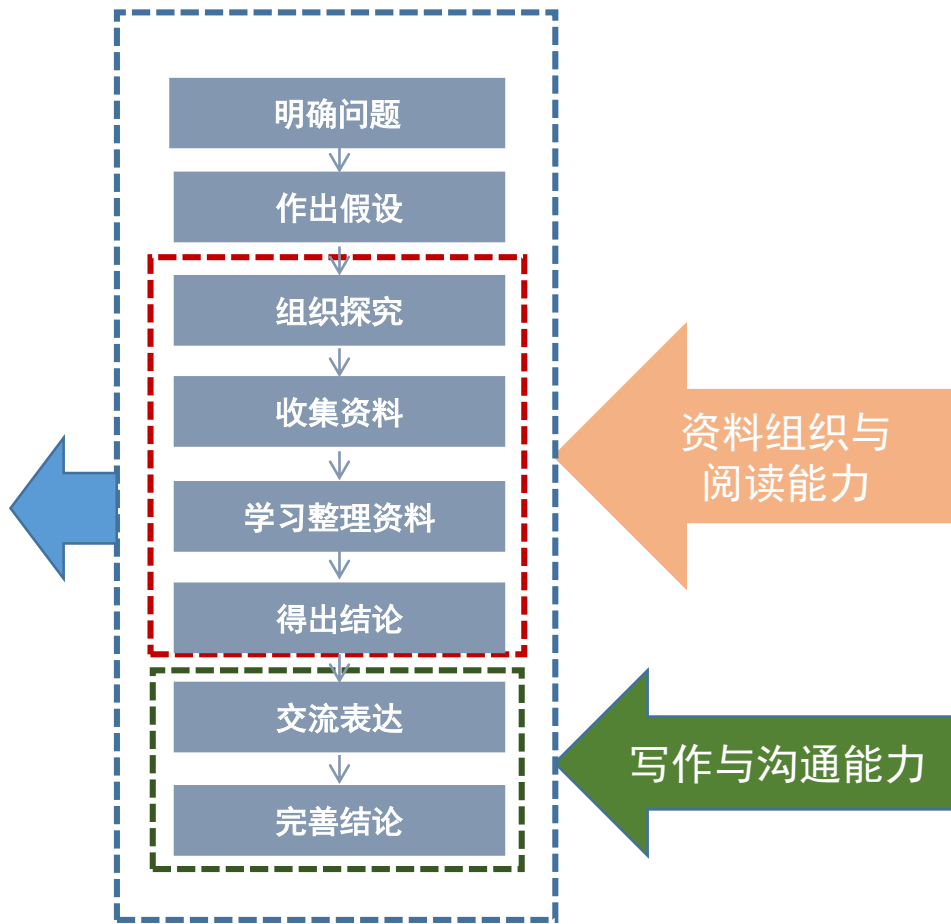 明确问题
作出假设
组织探究
收集资料
学习整理资料
得出结论
交流表达
完善结论
资料组织与
阅读能力
写作与沟通能力